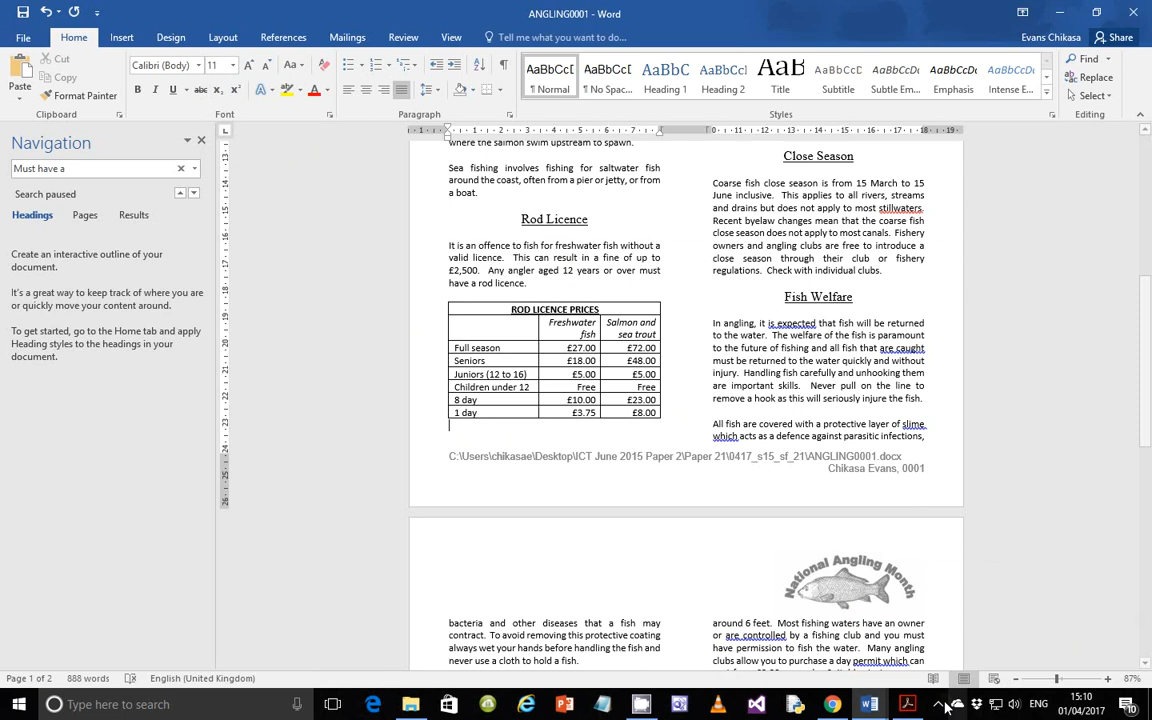 ANGLING0001 - Word
File
Home
Insert
Design
Layout
References
Mailings
Review
View
Tell me what you want to do...
Evans Chikasa
Share
Paste
Cut
Copy
Format Painter
Clipboard
Calibri (Body)
11
Aa
B I U abc x₂ x²
A
A
Font
Paragraph
AaBbCcD
¶ Normal
AaBbCcD
¶ No Spac...
AaBbC
Heading 1
AaBbCcC
Heading 2
AaB
Title
AaBbCcD
Subtitle
AaBbCcDc
Subtle Em...
AaBbCcDc
Emphasis
AaBbCcDc
Intense E...
Styles
Find
Replace
Select
Editing
Navigation
Must have a
Search paused
Headings
Pages
Results
Create an interactive outline of your
document.
It's a great way to keep track of where you are
or quickly move your content around.
To get started, go to the Home tab and apply
Heading styles to the headings in your
document.
where the salmon swim upstream to spawn.
Sea fishing involves fishing for saltwater fish
around the coast, often from a pier or jetty, or from
a boat.
Rod Licence
It is an offence to fish for freshwater fish without a
valid licence. This can result in a fine of up to
£2,500. Any angler aged 12 years or over must
have a rod licence.
ROD LICENCE PRICES
Freshwater fish
Salmon and sea trout
Full season £27.00 £72.00
Seniors £18.00 £48.00
Juniors (12 to 16) £5.00 £5.00
Children under 12 Free Free
8 day £10.00 £23.00
1 day £3.75 £8.00
Close Season
Coarse fish close season is from 15 March to 15
June inclusive. This applies to all rivers, streams
and drains but does not apply to most stillwaters.
Recent byelaw changes mean that the coarse fish
close season does not apply to most canals. Fishery
owners and angling clubs are free to introduce a
close season through their club or fishery
regulations. Check with individual clubs.
Fish Welfare
In angling, it is expected that fish will be returned
to the water. The welfare of the fish is paramount
to the future of fishing and all fish that are caught
must be returned to the water quickly and without
injury. Handling fish carefully and unhooking them
are important skills. Never pull on the line to
remove a hook as this will seriously injure the fish.
All fish are covered with a protective layer of slime
which acts as a defence against parasitic infections,
C:\Users\chikasae\Desktop\ICT June 2015 Paper 2\Paper 21\0417_s15_sf_21\ANGLING0001.docx
Chikasa Evans, 0001
National Angling Month
bacteria and other diseases that a fish may
contract. To avoid removing this protective coating
always wet your hands before handling the fish and
never use a cloth to hold a fish.
around 6 feet. Most fishing waters have an owner
or are controlled by a fishing club and you must
have permission to fish the water. Many angling
clubs allow you to purchase a day permit which can
Page 1 of 2
888 words
English (United Kingdom)
87%
Type here to search
ENG
15:10
01/04/2017
10